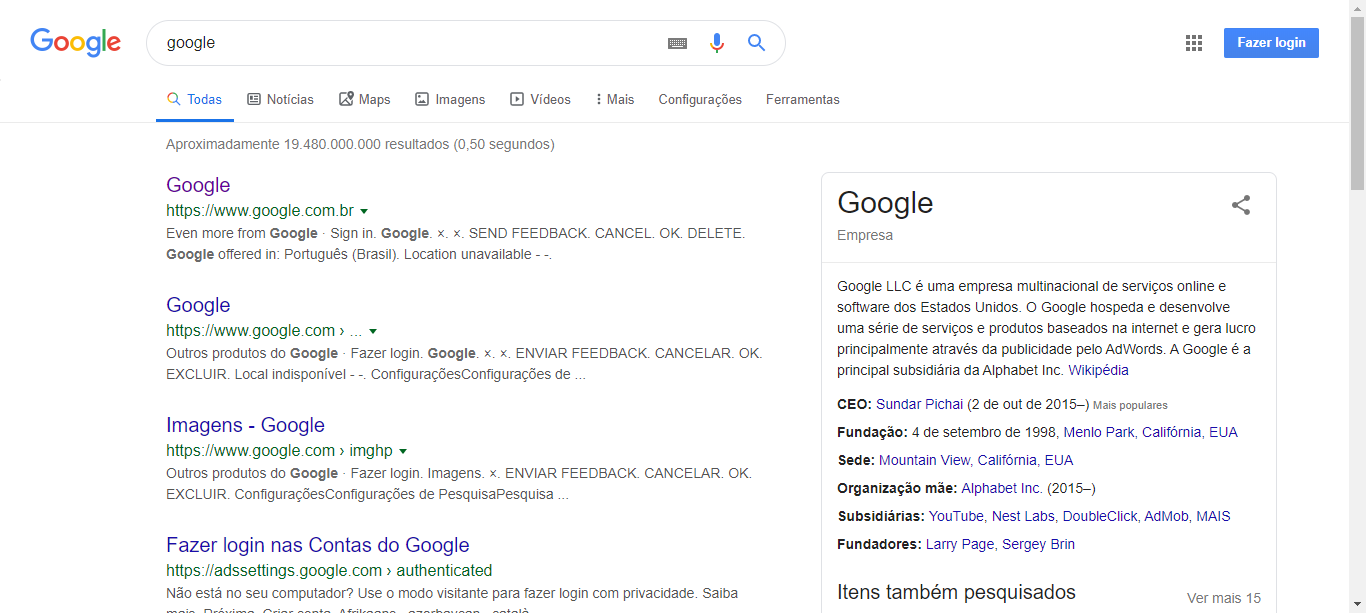 Google
google
Fazer login
Todas
Notícias
Maps
Imagens
Vídeos
Mais
Configurações
Ferramentas
Aproximadamente 19.480.000.000 resultados (0,50 segundos)
Google
https://www.google.com.br
Even more from Google · Sign in. Google. ×. ×. SEND FEEDBACK. CANCEL. OK. DELETE.
Google offered in: Português (Brasil). Location unavailable - -.
Google
https://www.google.com › ...
Outros produtos do Google · Fazer login. Google. ×. ×. ENVIAR FEEDBACK. CANCELAR. OK.
EXCLUIR. Local indisponível - -. ConfiguraçõesConfigurações de ...
Imagens - Google
https://www.google.com › imghp
Outros produtos do Google · Fazer login. Imagens. ×. ENVIAR FEEDBACK. CANCELAR. OK.
EXCLUIR. ConfiguraçõesConfigurações de PesquisaPesquisa ...
Fazer login nas Contas do Google
https://adssettings.google.com › authenticated
Não está no seu computador? Use o modo visitante para fazer login com privacidade. Saiba
mais. Próxima. Criar conta. Afrikaans · azərbaycan · català
Google
Empresa
Google LLC é uma empresa multinacional de serviços online e
software dos Estados Unidos. O Google hospeda e desenvolve
uma série de serviços e produtos baseados na internet e gera lucro
principalmente através da publicidade pelo AdWords. A Google é a
principal subsidiária da Alphabet Inc. Wikipédia
CEO: Sundar Pichai (2 de out de 2015–) Mais populares
Fundação: 4 de setembro de 1998, Menlo Park, Califórnia, EUA
Sede: Mountain View, Califórnia, EUA
Organização mãe: Alphabet Inc. (2015–)
Subsidiárias: YouTube, Nest Labs, DoubleClick, AdMob, MAIS
Fundadores: Larry Page, Sergey Brin
Itens também pesquisados
Ver mais 15